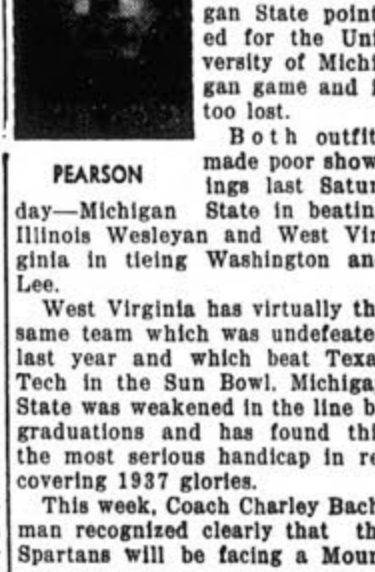 gan State point
ed for the Uni
versity of Michi
gan game and
too lost.
Both outfit
made poor show
PEARSON
ings last Satur
day—Michigan State in beatin
Illinois Wesleyan and West Vir
ginia in tieing Washington an
Lee.
West Virginia has virtually th
same team which was undefeate
last year and which beat Texa
Tech in the Sun Bowl. Michiga
State was weakened in the line b
graduations and has found thi
the most serious handicap in re
covering 1937 glories.
This week, Coach Charley Bach
man recognized clearly that th
Spartans will be facing a Moun